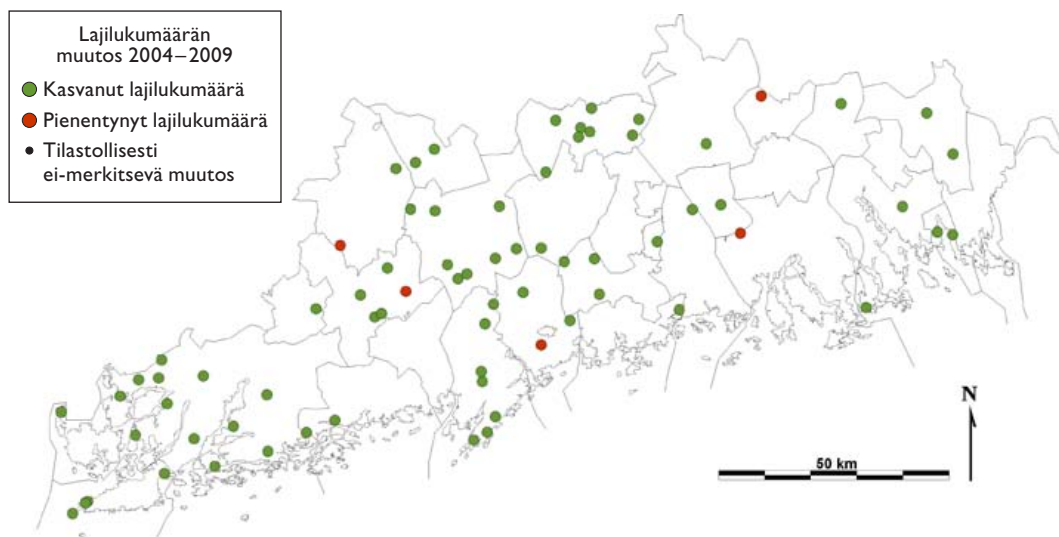 Lajilukumäärän
muutos 2004–2009
Kasvanut lajilukumäärä
Pienentynyt lajilukumäärä
Tilastollisesti
ei-merkitsevä muutos
N
50 km